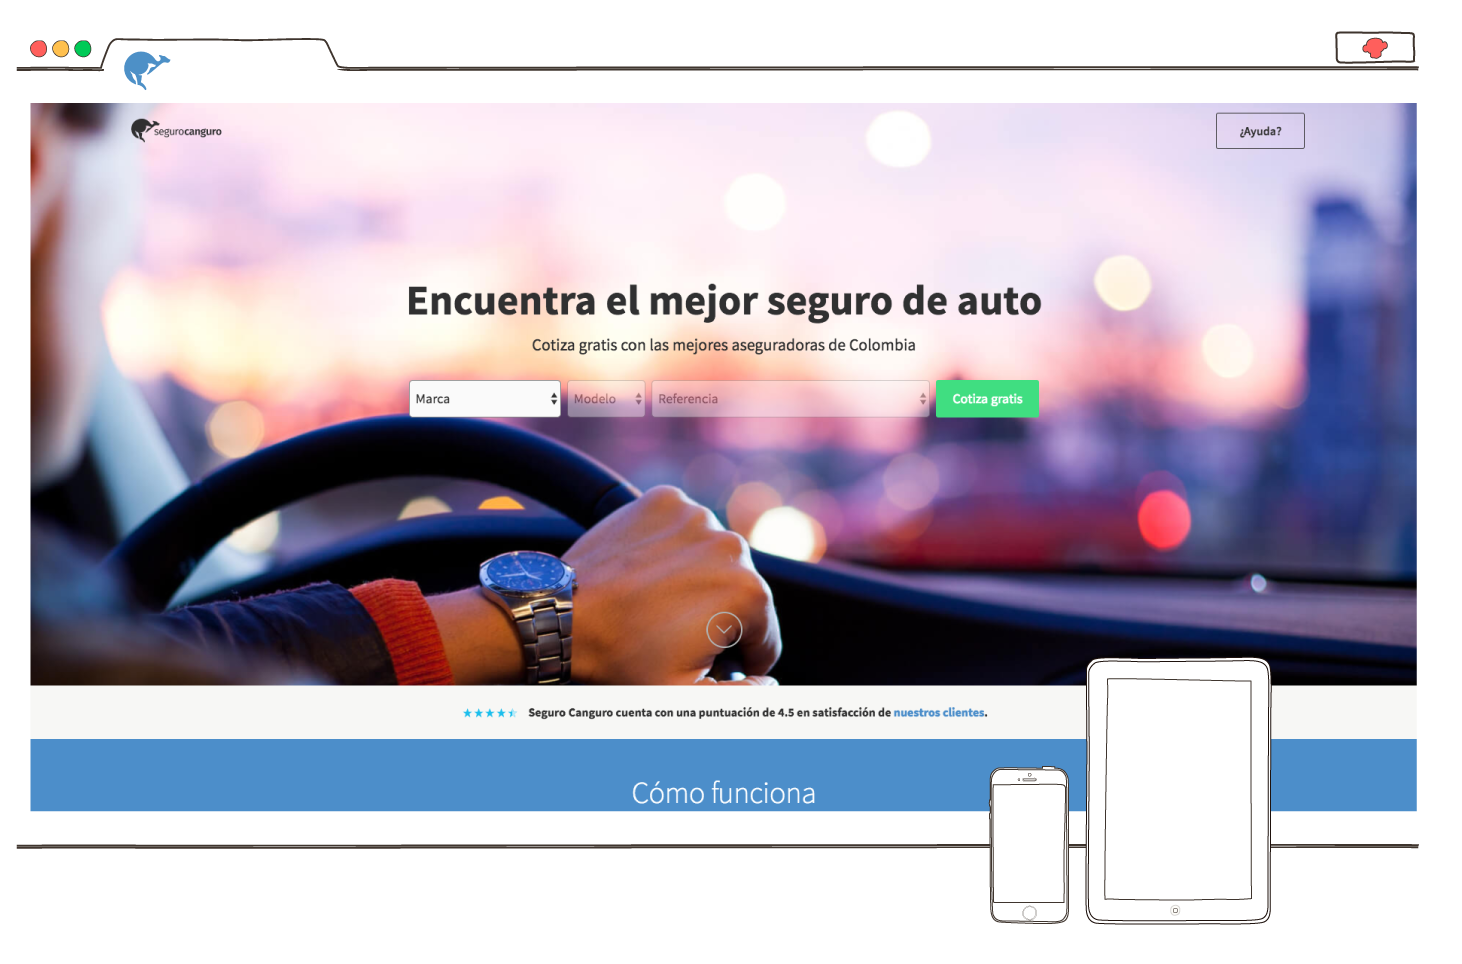 segurocanguro
¿Ayuda?
Encuentra el mejor seguro de auto
Cotiza gratis con las mejores aseguradoras de Colombia
Marca Modelo Referencia Cotiza gratis
Seguro Canguro cuenta con una puntuación de 4.5 en satisfacción de nuestros clientes.
Cómo funciona